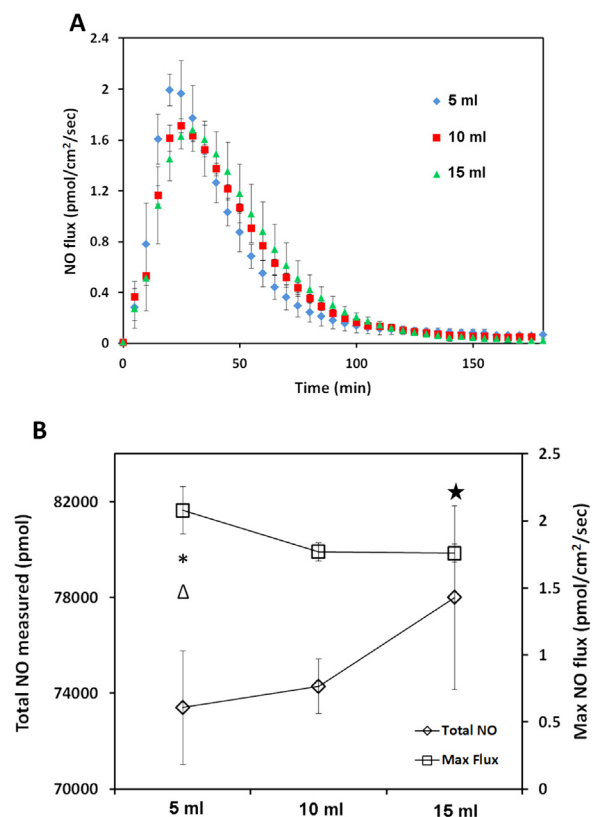 A
2.4
2
1.6
1.2
0.8
0.4
0
NO flux (pmol/cm²/sec)
5 ml
10 ml
15 ml
0
50
100
150
Time (min)
B
82000
78000
74000
70000
Total NO measured (pmol)
2.5
2
1.5
1
0.5
0
Max NO flux (pmol/cm²/sec)
*
Δ
★
Total NO
Max Flux
5 ml
10 ml
15 ml